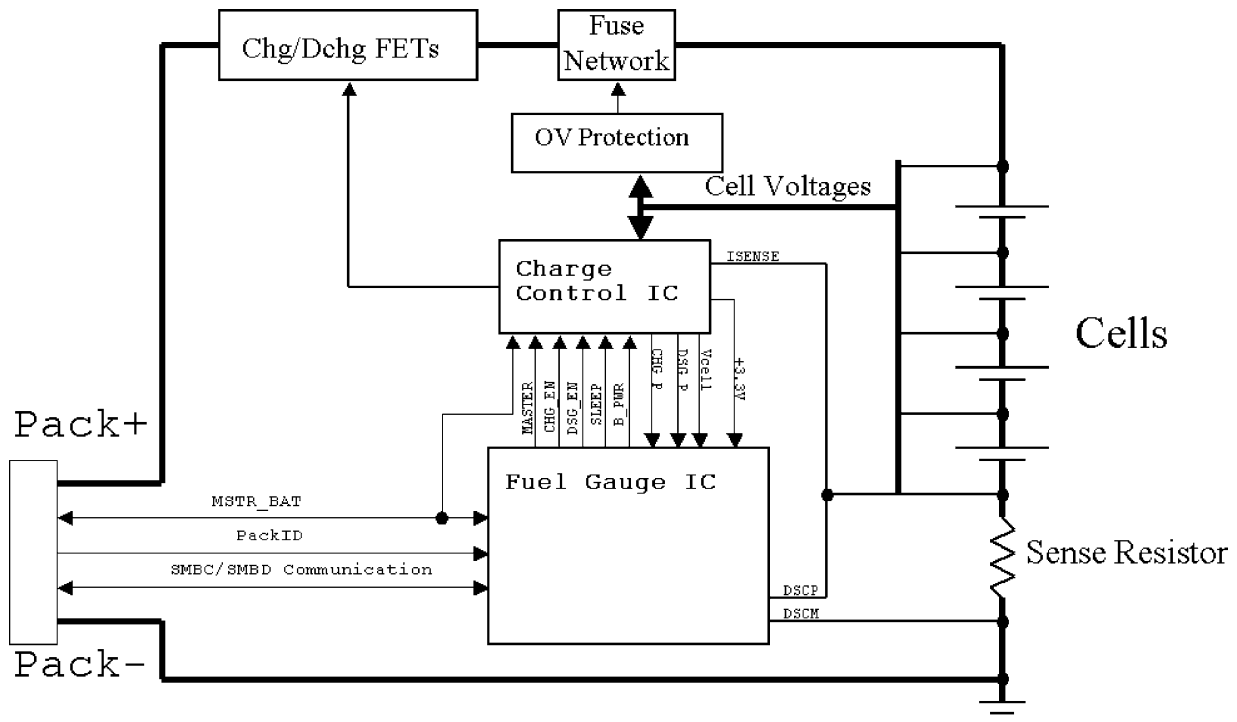 Chg/Dchg FETs
Fuse
Network
OV Protection
Cell Voltages
Charge
Control IC
ISENSE
Cells
MASTER
CHG_EN
DSG_EN
SLEEP
B_PWR
CHG_P
DSG_P
Vcell
+3.3V
Pack+
Fuel Gauge IC
MSTR_BAT
PackID
SMBC/SMBD Communication
Sense Resistor
DSCP
DSCM
Pack-